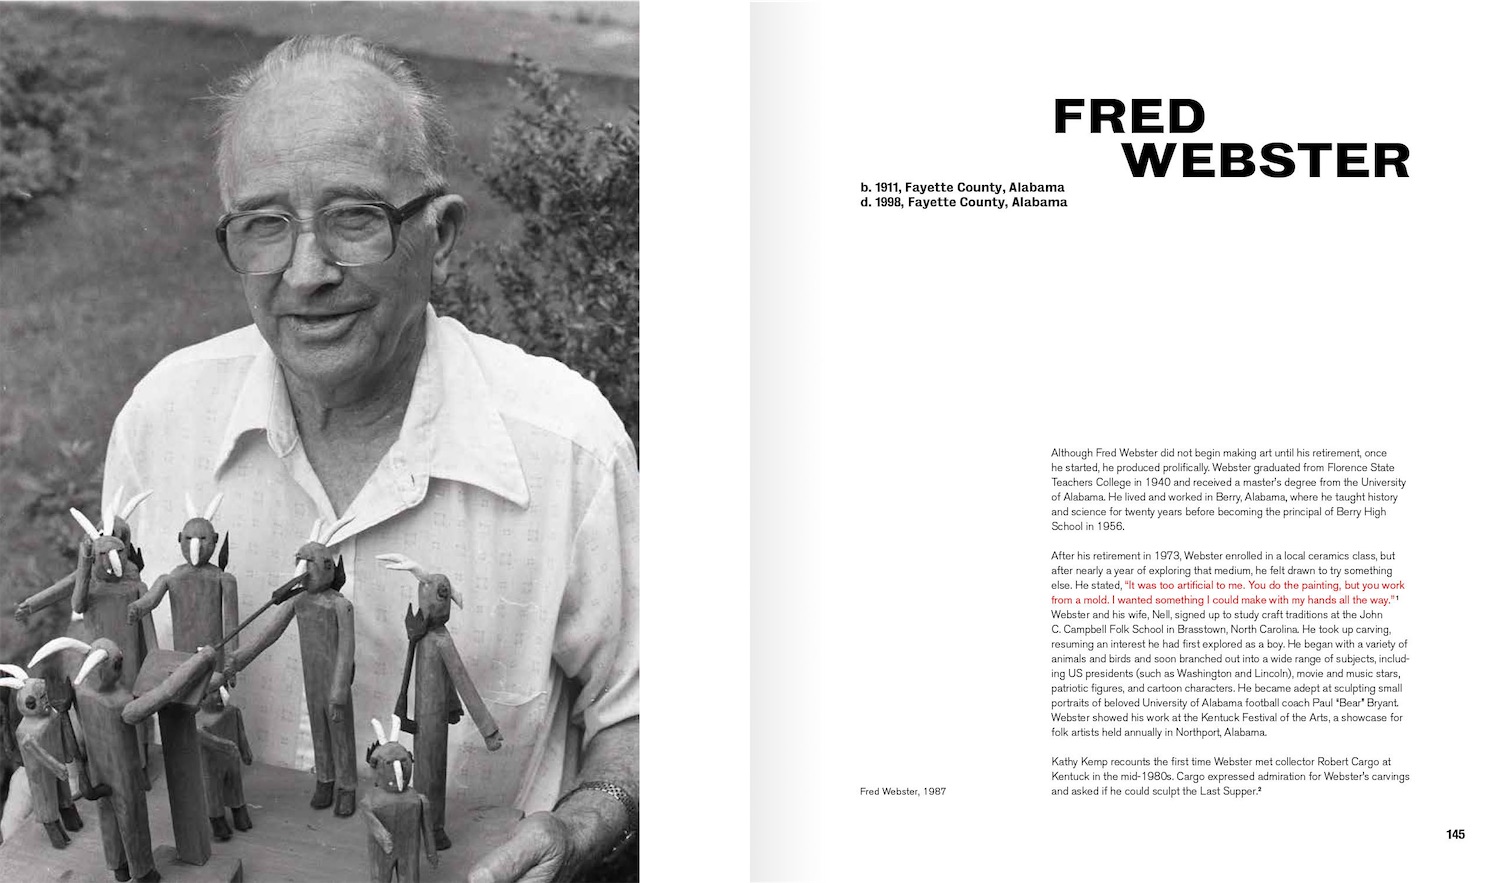 FRED
WEBSTER
b. 1911, Fayette County, Alabama
d. 1998, Fayette County, Alabama
Although Fred Webster did not begin making art until his retirement, once
he started, he produced prolifically. Webster graduated from Florence State
Teachers College in 1940 and received a master's degree from the University
of Alabama. He lived and worked in Berry, Alabama, where he taught history
and science for twenty years before becoming the principal of Berry High
School in 1956.
After his retirement in 1973, Webster enrolled in a local ceramics class, but
after nearly a year of exploring that medium, he felt drawn to try something
else. He stated, “It was too artificial to me. You do the painting, but you work
from a mold. I wanted something I could make with my hands all the way.”¹
Webster and his wife, Nell, signed up to study craft traditions at the John
C. Campbell Folk School in Brasstown, North Carolina. He took up carving,
resuming an interest he had first explored as a boy. He began with a variety of
animals and birds and soon branched out into a wide range of subjects, includ-
ing US presidents (such as Washington and Lincoln), movie and music stars,
patriotic figures, and cartoon characters. He became adept at sculpting small
portraits of beloved University of Alabama football coach Paul “Bear” Bryant.
Webster showed his work at the Kentuck Festival of the Arts, a showcase for
folk artists held annually in Northport, Alabama.
Kathy Kemp recounts the first time Webster met collector Robert Cargo at
Kentuck in the mid-1980s. Cargo expressed admiration for Webster's carvings
and asked if he could sculpt the Last Supper.²
Fred Webster, 1987
145